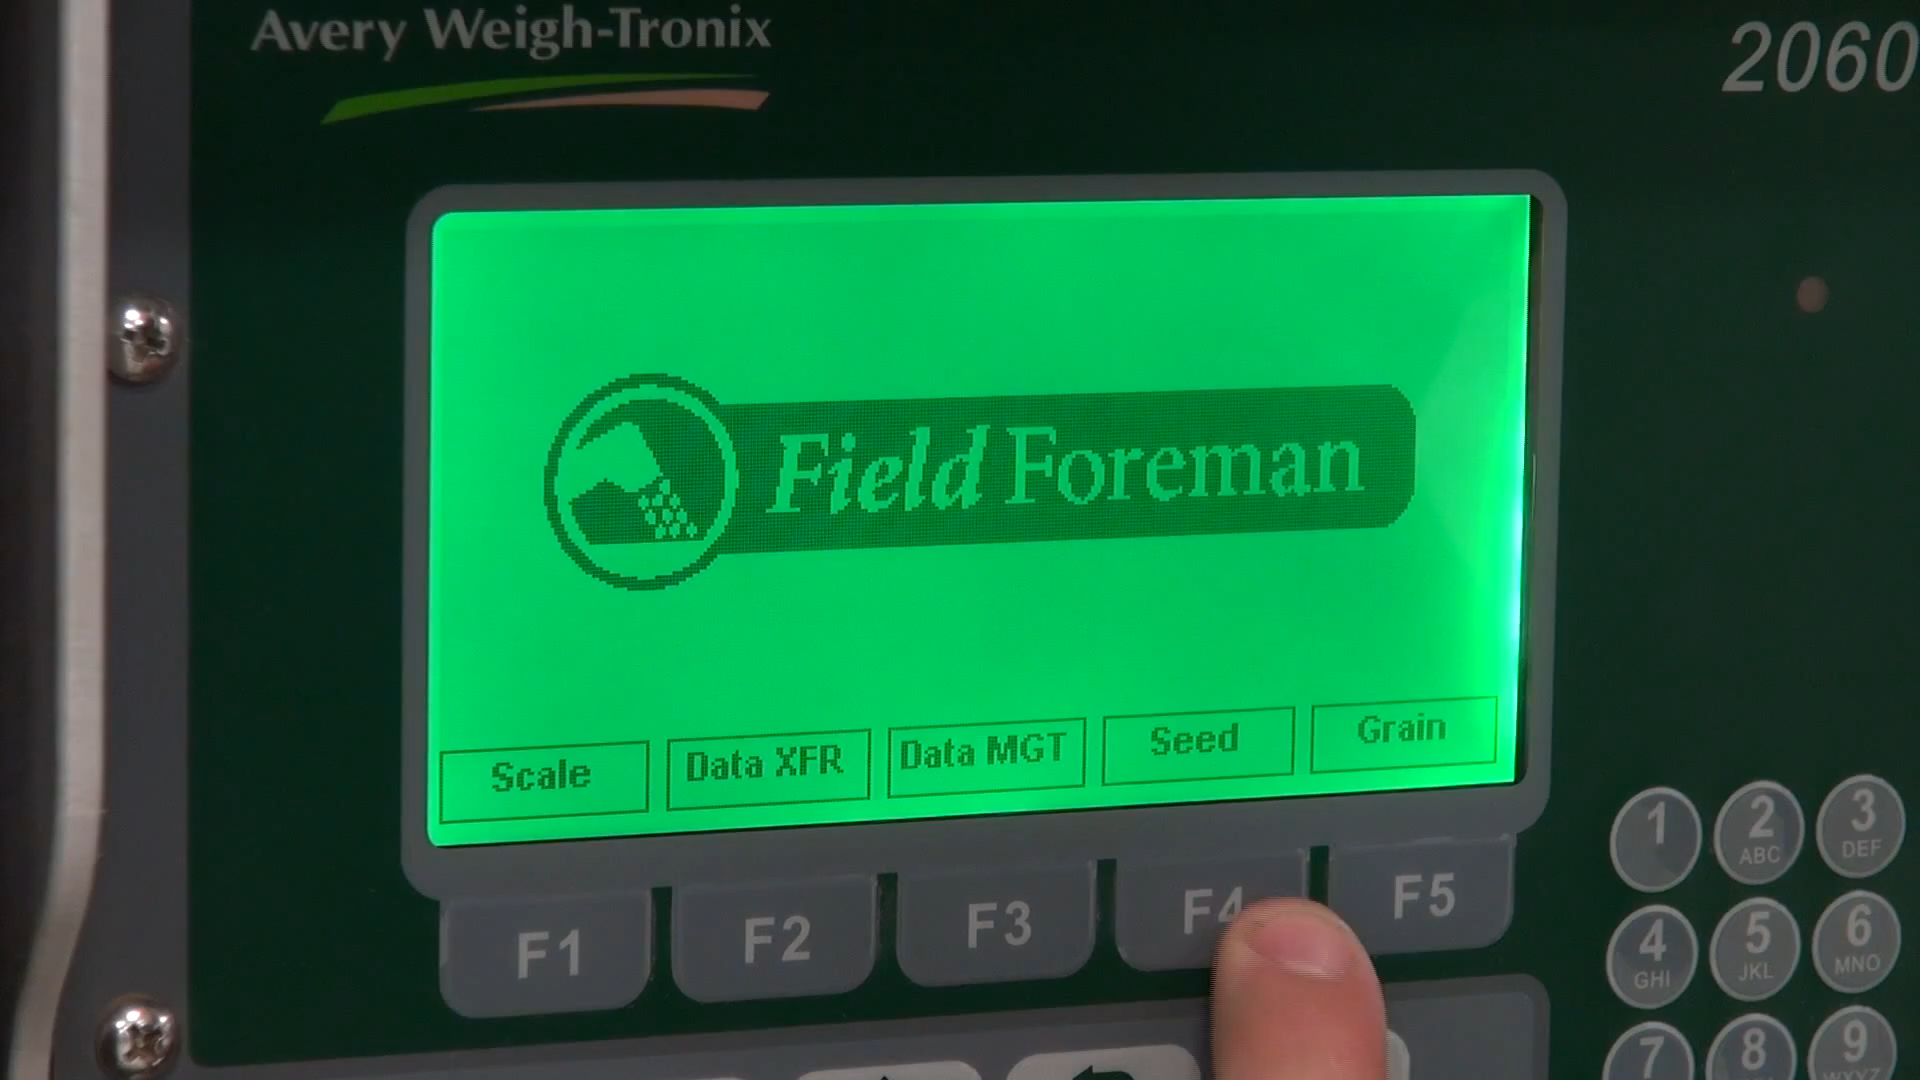 Avery Weigh-Tronix
2060
Field Foreman
Scale
Data XFR
Data MGT
Seed
Grain
F1
F2
F3
F4
F5
1
2
ABC
3
DEF
4
GHI
5
JKL
6
MNO
7
8
9
WXYZ